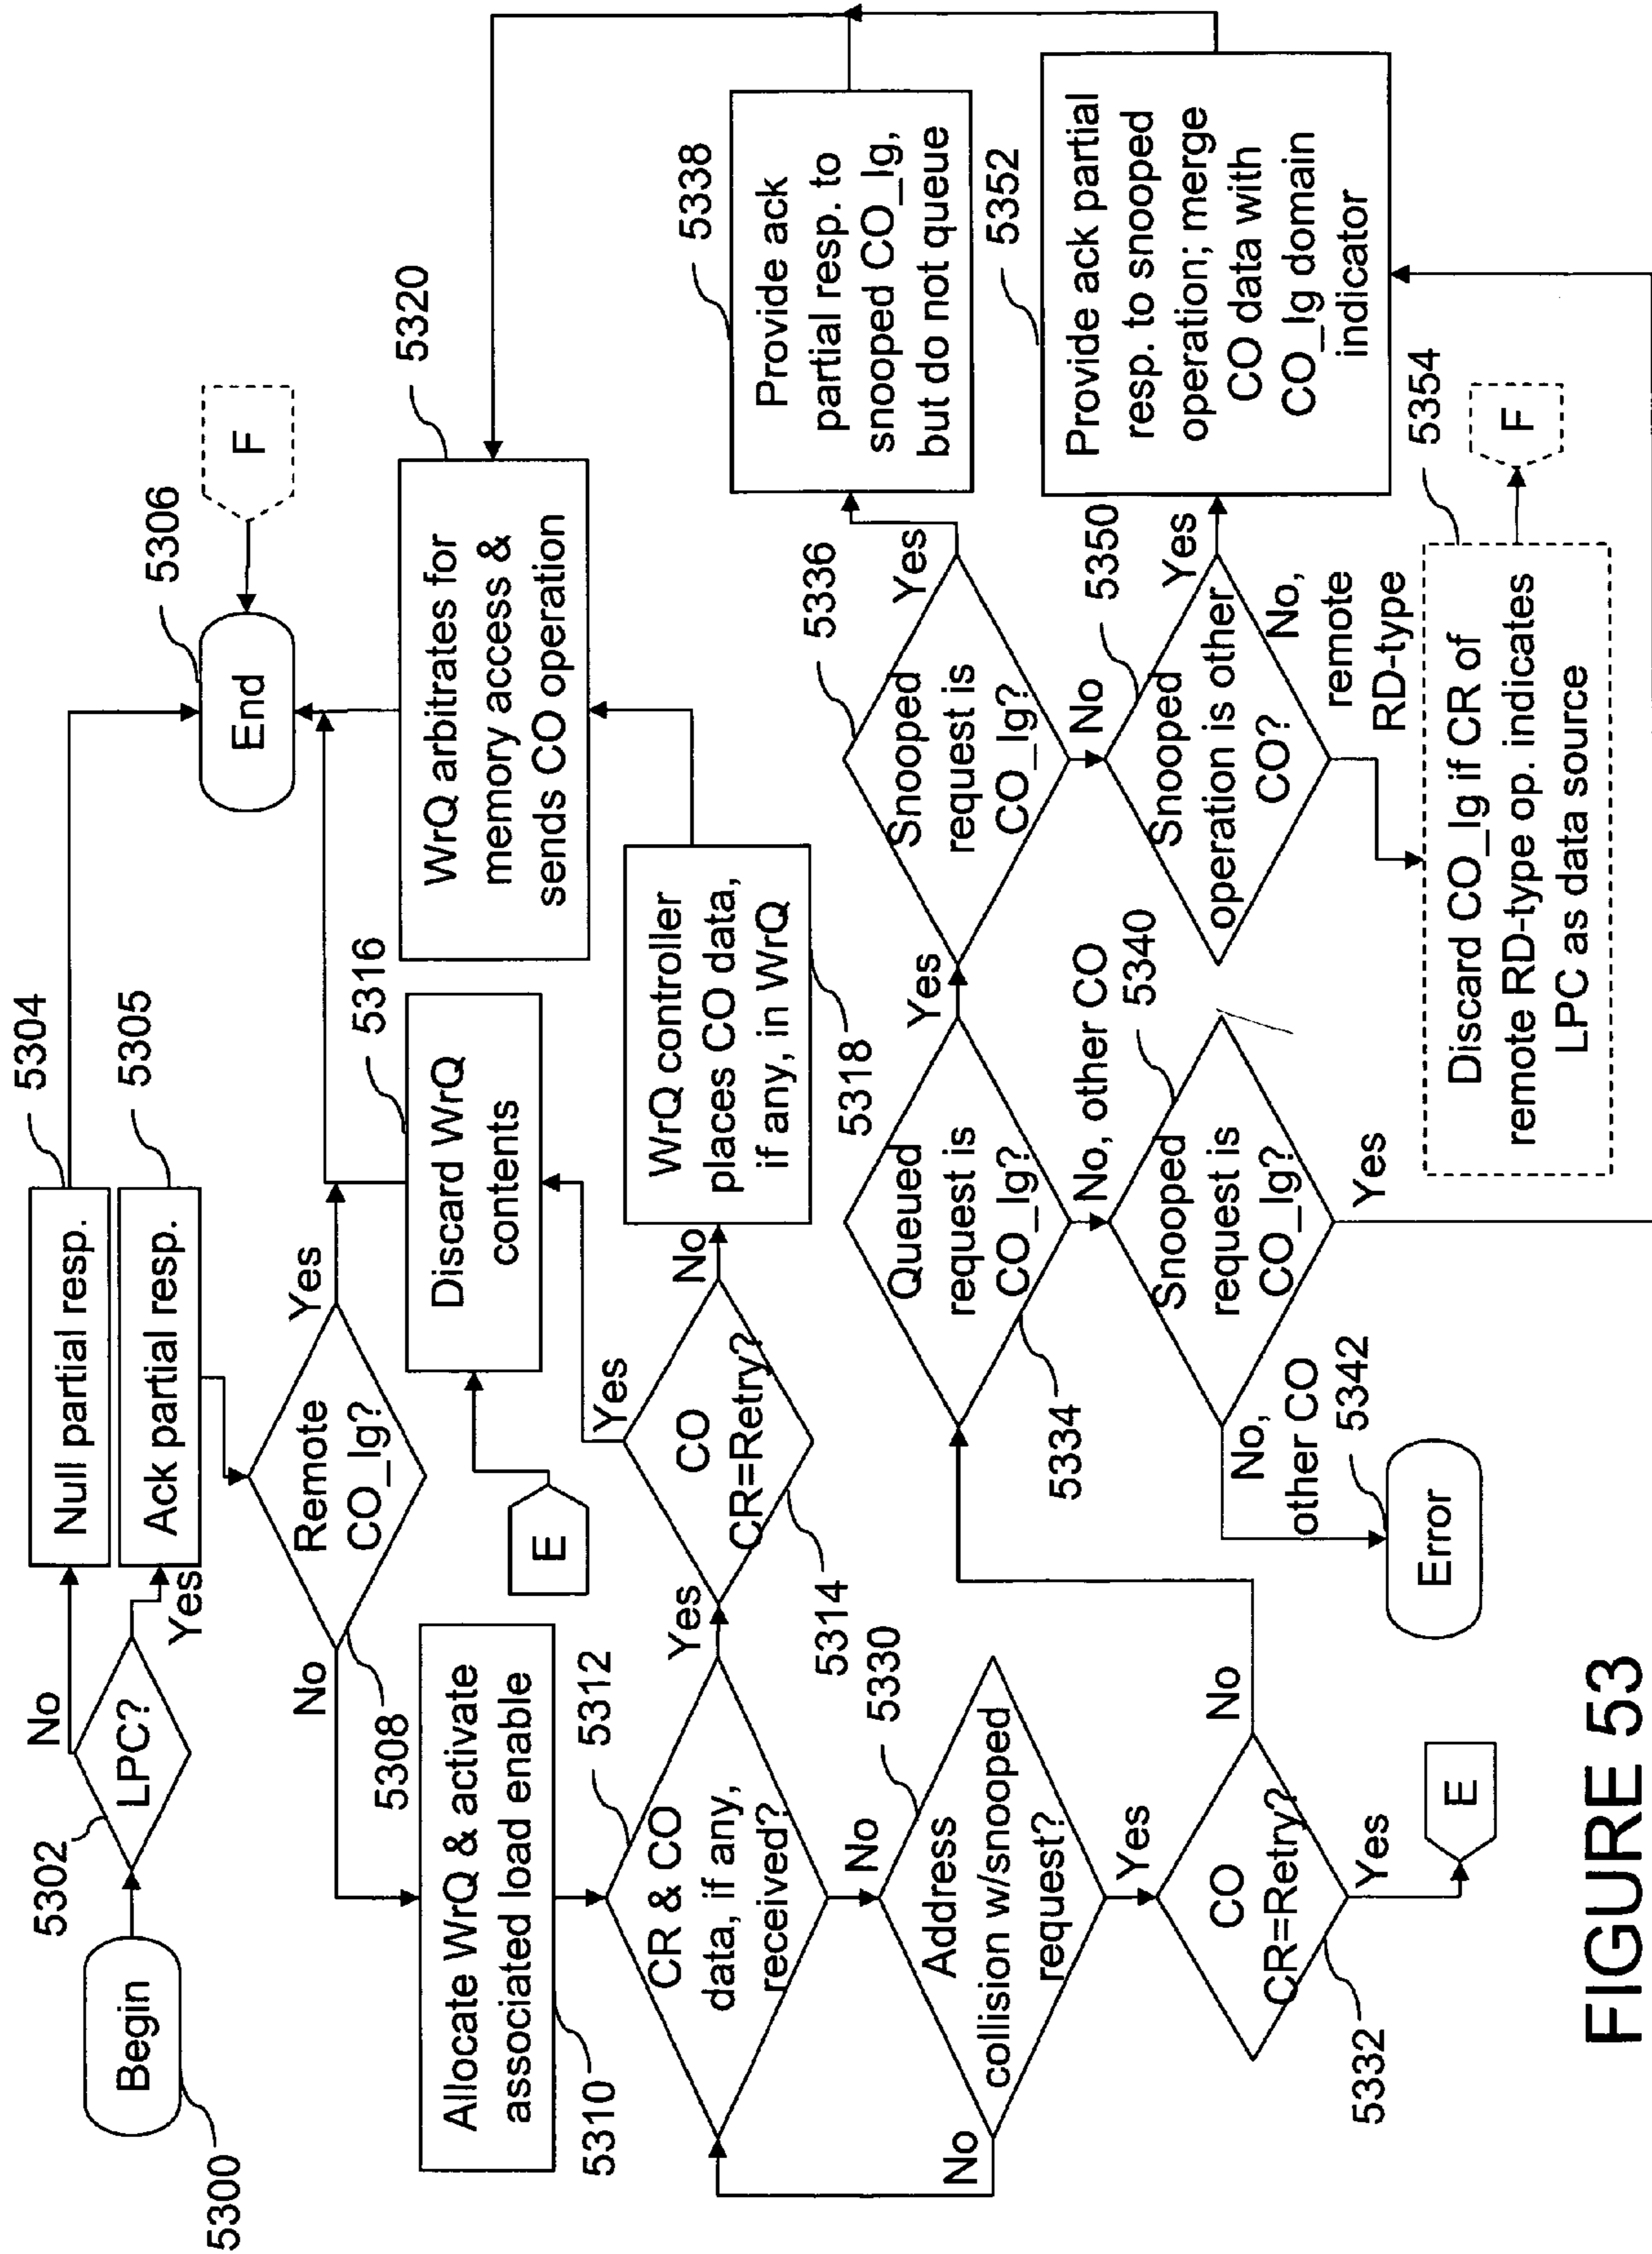 5300
Begin
5302
LPC?
No
Yes
5304
Null partial resp.
5305
Ack partial resp.
5306
End
F
Remote
CO_Ig?
5308
No
Yes
Allocate WrQ & activate
associated load enable
5310
5312
CR & CO
data, if any,
received?
Yes
No
E
5314
CO
CR=Retry?
Yes
No
5316
Discard WrQ
contents
WrQ controller
places CO data,
if any, in WrQ
5318
5320
WrQ arbitrates for
memory access &
sends CO operation
5330
Address
collision w/snooped
request?
No
Yes
5332
CO
CR=Retry?
No
Yes
E
5334
Queued
request is
CO_Ig?
Yes
No, other CO
5336
Snooped
request is
CO_Ig?
Yes
No
5338
Provide ack
partial resp. to
snooped CO_Ig,
but do not queue
5340
Snooped
request is
CO_Ig?
No,
other CO
Yes
5342
Error
5350
Snooped
operation is other
CO?
Yes
No,
remote
RD-type
5352
Provide ack partial
resp. to snooped
operation; merge
CO data with
CO_Ig domain
indicator
5354
Discard CO_Ig if CR of
remote RD-type op. indicates
LPC as data source
F
FIGURE 53